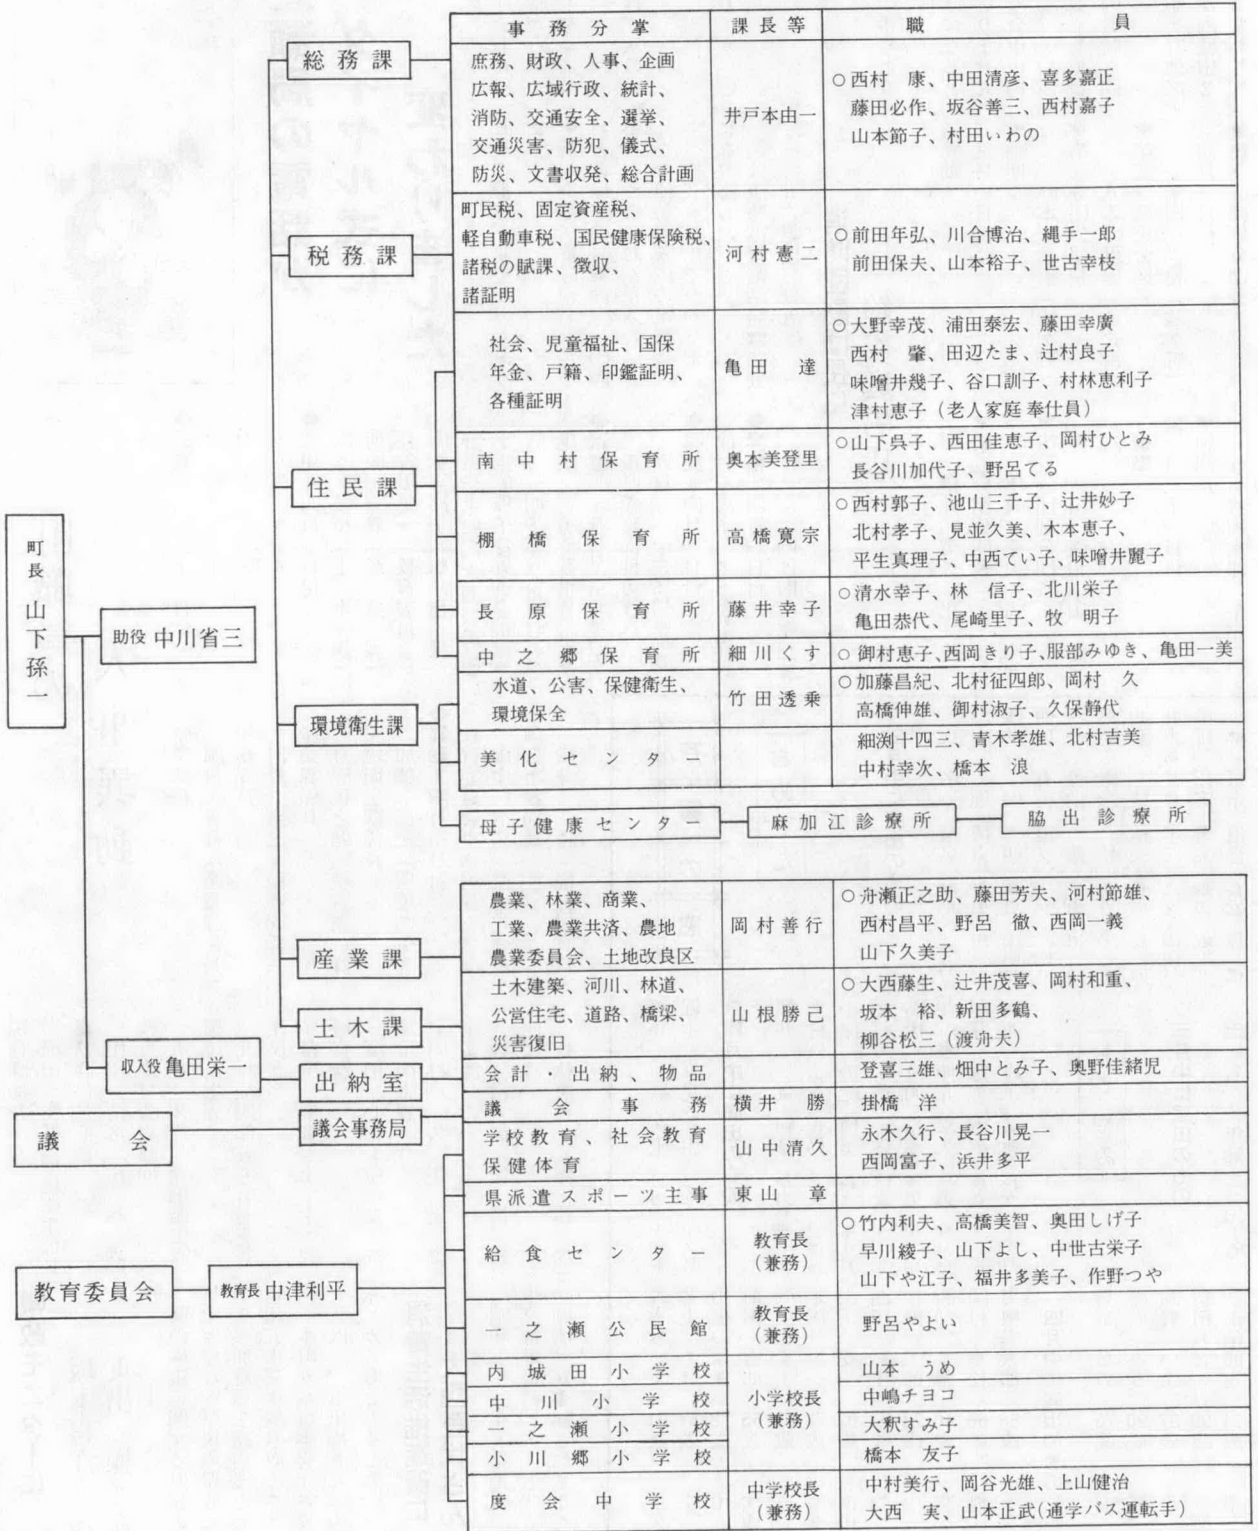 事務分掌 課長等 職員
総務課
庶務、財政、人事、企画
広報、広域行政、統計、
消防、交通安全、選挙、
交通災害、防犯、儀式、
防災、文書収発、総合計画
井戸本由一
○西村 康、中田清彦、喜多嘉正
藤田必作、坂谷善三、西村嘉子
山本節子、村田いわの
税務課
町民税、固定資産税、
軽自動車税、国民健康保険税、
諸税の賦課、徴収、
諸証明
河村憲二
○前田年弘、川合博治、縄手一郎
前田保夫、山本裕子、世古幸枝
住民課
社会、児童福祉、国保
年金、戸籍、印鑑証明、
各種証明
亀田 達
○大野幸茂、浦田泰宏、藤田幸廣
西村 肇、田辺たま、辻村良子
味噌井幾子、谷口訓子、村林恵利子
津村恵子(老人家庭奉仕員)
南中村保育所 奥本美登里
○山下呉子、西田佳恵子、岡村ひとみ
長谷川加代子、野呂てる
棚橋保育所 高橋寛宗
○西村郭子、池山三千子、辻井妙子
北村孝子、見並久美、木本恵子、
平生真理子、中西てい子、味噌井麗子
長原保育所 藤井幸子
○清水幸子、林 信子、北川栄子
亀田恭代、尾崎里子、牧 明子
中之郷保育所 細川くす ○御村恵子、西岡きり子、服部みゆき、亀田一美
町長 山下孫一
助役 中川省三
環境衛生課
水道、公害、保健衛生、
環境保全
竹田透乗
○加藤昌紀、北村征四郎、岡村 久
高橋伸雄、御村淑子、久保静代
美化センター
細渕十四三、青木孝雄、北村吉美
中村幸次、橋本 浪
母子健康センター 麻加江診療所 脇出診療所
産業課
農業、林業、商業、
工業、農業共済、農地
農業委員会、土地改良区
岡村善行
○舟瀬正之助、藤田芳夫、河村節雄、
西村昌平、野呂 徹、西岡一義
山下久美子
土木課
土木建築、河川、林道、
公営住宅、道路、橋梁、
災害復旧
山根勝己
○大西藤生、辻井茂喜、岡村和重、
坂本 裕、新田多鶴、
柳谷松三(渡舟夫)
収入役 亀田栄一
出納室
会計・出納、物品
登喜三雄、畑中とみ子、奥野佳緒児
議会
議会事務局
議会事務 横井 勝 掛橋 洋
学校教育、社会教育
保健体育
山中清久
永木久行、長谷川晃一
西岡富子、浜井多平
県派遣スポーツ主事 東山 章
教育委員会
教育長 中津利平
給食センター
教育長
(兼務)
○竹内利夫、高橋美智、奥田しげ子
早川綾子、山下よし、中世古栄子
山下や江子、福井多美子、作野つや
一之瀬公民館
教育長
(兼務)
野呂やよい
内城田小学校 山本 うめ
中川小学校 中嶋チヨコ
一之瀬小学校 大釈すみ子
小川郷小学校 橋本 友子
小学校長
(兼務)
度会中学校
中学校長
(兼務)
中村美行、岡谷光雄、上山健治
大西 実、山本正武(通学バス運転手)